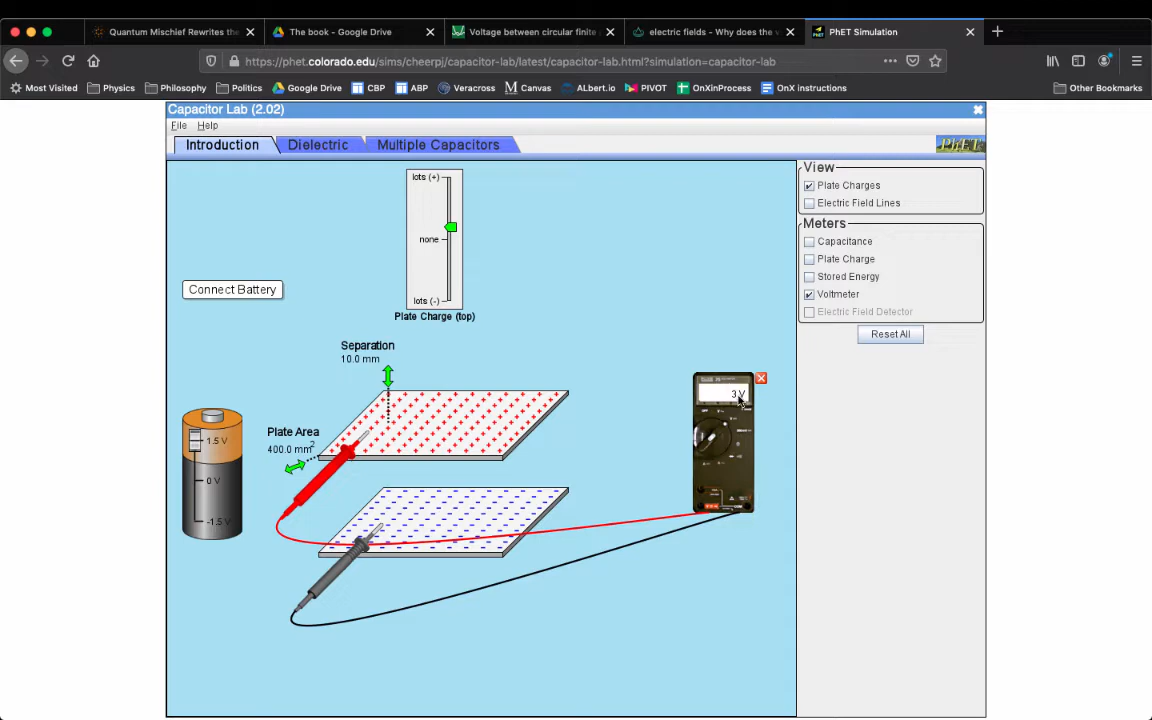 Quantum Mischief Rewrites the
The book - Google Drive
Voltage between circular finite
electric fields - Why does the v
PhET Simulation
https://phet.colorado.edu/sims/cheerpj/capacitor-lab/latest/capacitor-lab.html?simulation=capacitor-lab
Most Visited
Physics
Philosophy
Politics
Google Drive
CBP
ABP
Veracross
Canvas
ALbert.io
PIVOT
OnXinProcess
OnX instructions
Other Bookmarks
Capacitor Lab (2.02)
File Help
Introduction
Dielectric
Multiple Capacitors
PhET
lots (+)
none
lots (-)
Plate Charge (top)
Connect Battery
Separation
10.0 mm
Plate Area
400.0 mm²
1.5 V
0 V
-1.5 V
3 V
View
Plate Charges
Electric Field Lines
Meters
Capacitance
Plate Charge
Stored Energy
Voltmeter
Electric Field Detector
Reset All